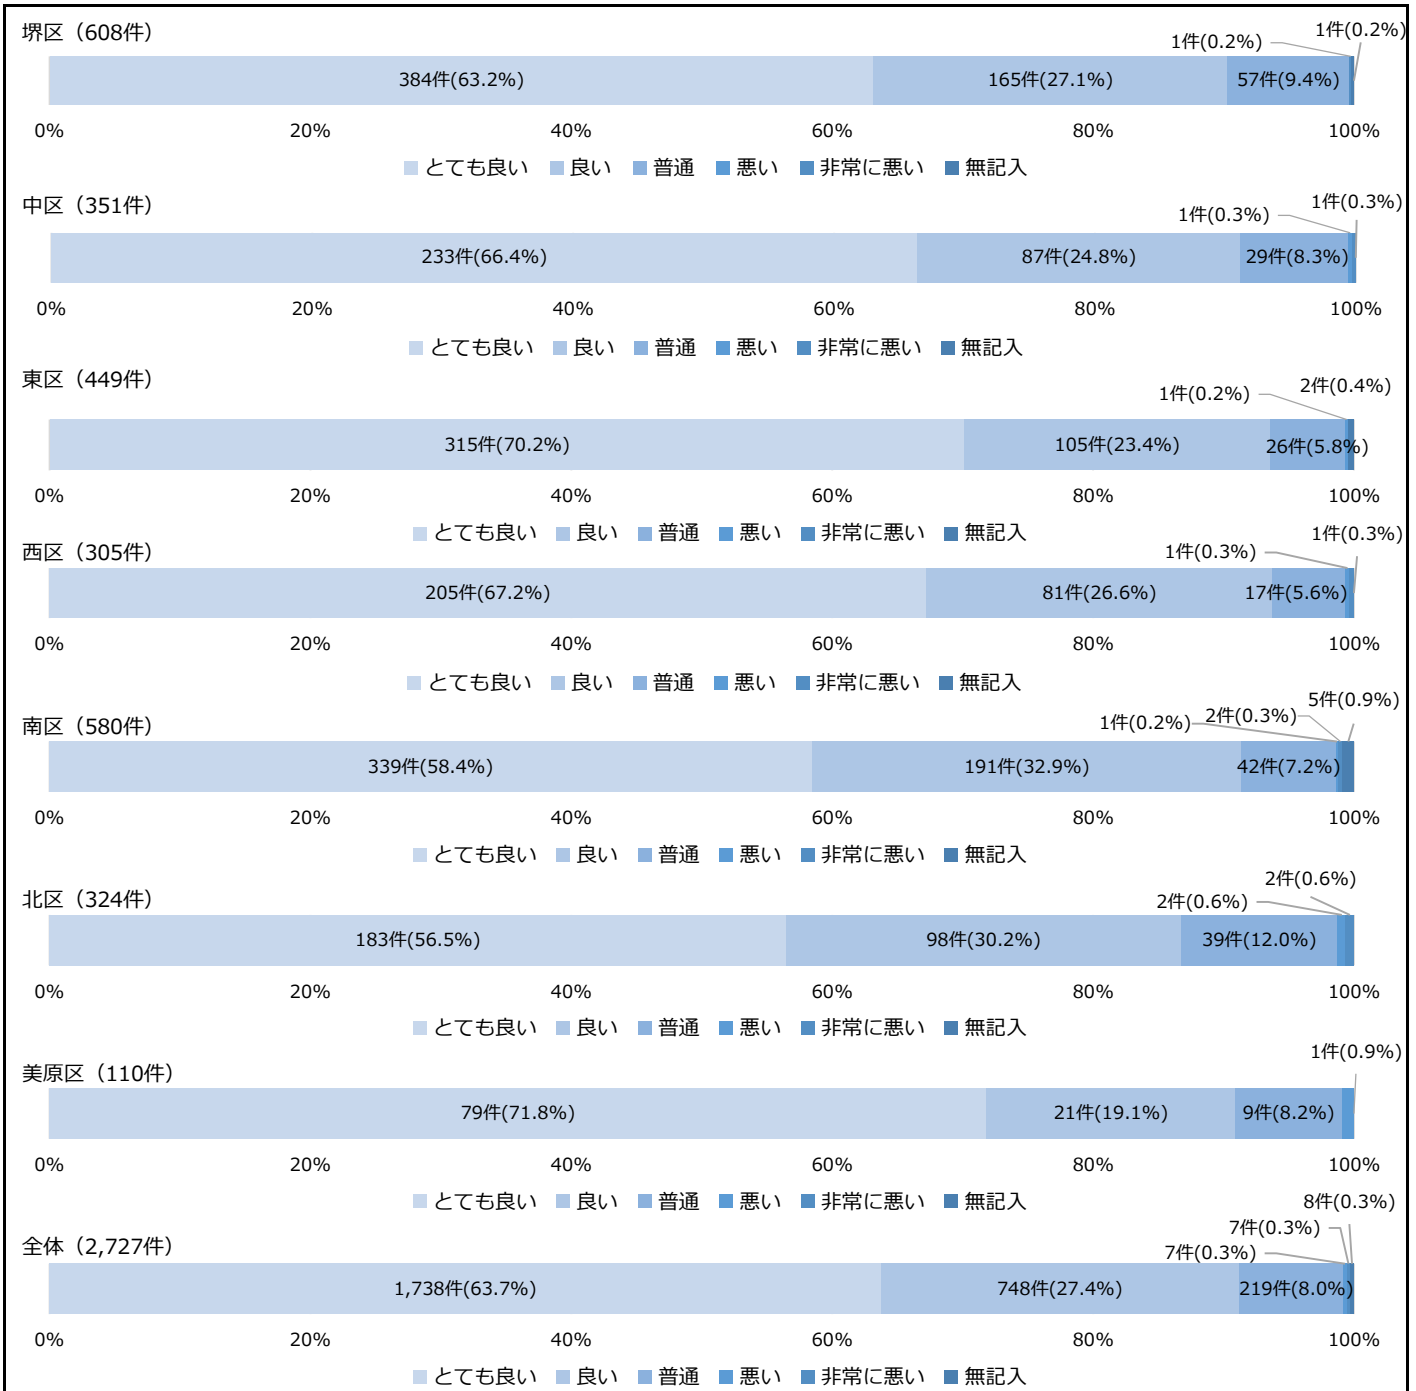 堺区（608件）
1件(0.2%)
1件(0.2%)
384件(63.2%) 165件(27.1%) 57件(9.4%)
0% 20% 40% 60% 80% 100%
とても良い 良い 普通 悪い 非常に悪い 無記入
中区（351件）
1件(0.3%)
1件(0.3%)
233件(66.4%) 87件(24.8%) 29件(8.3%)
0% 20% 40% 60% 80% 100%
とても良い 良い 普通 悪い 非常に悪い 無記入
東区（449件）
1件(0.2%)
2件(0.4%)
315件(70.2%) 105件(23.4%) 26件(5.8%)
0% 20% 40% 60% 80% 100%
とても良い 良い 普通 悪い 非常に悪い 無記入
西区（305件）
1件(0.3%)
1件(0.3%)
205件(67.2%) 81件(26.6%) 17件(5.6%)
0% 20% 40% 60% 80% 100%
とても良い 良い 普通 悪い 非常に悪い 無記入
南区（580件）
1件(0.2%)
2件(0.3%)
5件(0.9%)
339件(58.4%) 191件(32.9%) 42件(7.2%)
0% 20% 40% 60% 80% 100%
とても良い 良い 普通 悪い 非常に悪い 無記入
北区（324件）
2件(0.6%)
2件(0.6%)
183件(56.5%) 98件(30.2%) 39件(12.0%)
0% 20% 40% 60% 80% 100%
とても良い 良い 普通 悪い 非常に悪い 無記入
美原区（110件）
1件(0.9%)
79件(71.8%) 21件(19.1%) 9件(8.2%)
0% 20% 40% 60% 80% 100%
とても良い 良い 普通 悪い 非常に悪い 無記入
全体（2,727件）
7件(0.3%)
7件(0.3%)
8件(0.3%)
1,738件(63.7%) 748件(27.4%) 219件(8.0%)
0% 20% 40% 60% 80% 100%
とても良い 良い 普通 悪い 非常に悪い 無記入